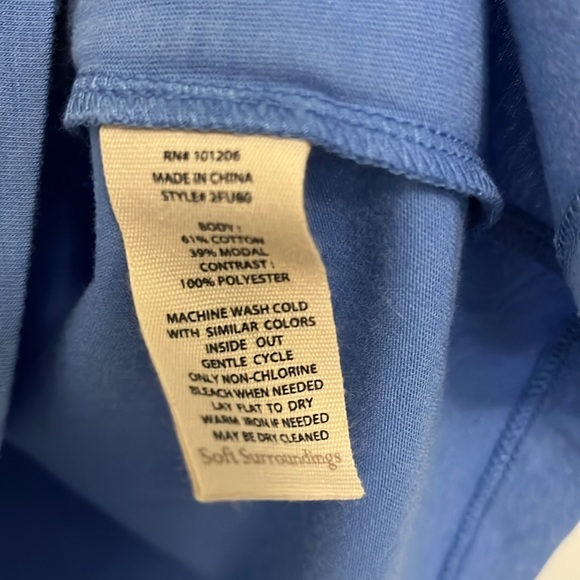 RN# 101206
MADE IN CHINA
STYLE# 2FUB0
BODY :
61% COTTON
39% MODAL
CONTRAST :
100% POLYESTER
MACHINE WASH COLD
WITH SIMILAR COLORS
INSIDE OUT
GENTLE CYCLE
ONLY NON-CHLORINE
BLEACH WHEN NEEDED
LAY FLAT TO DRY
WARM IRON IF NEEDED
MAY BE DRY CLEANED
Soft Surroundings